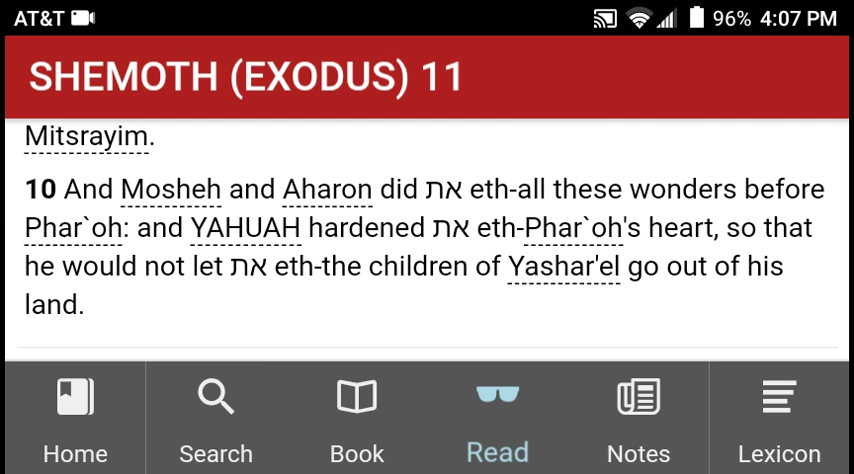 AT&T 96% 4:07 PM
SHEMOTH (EXODUS) 11
Mitsrayim.
10 And Mosheh and Aharon did את eth-all these wonders before
Phar`oh: and YAHUAH hardened את eth-Phar`oh's heart, so that
he would not let את eth-the children of Yashar'el go out of his
land.
Home Search Book Read Notes Lexicon